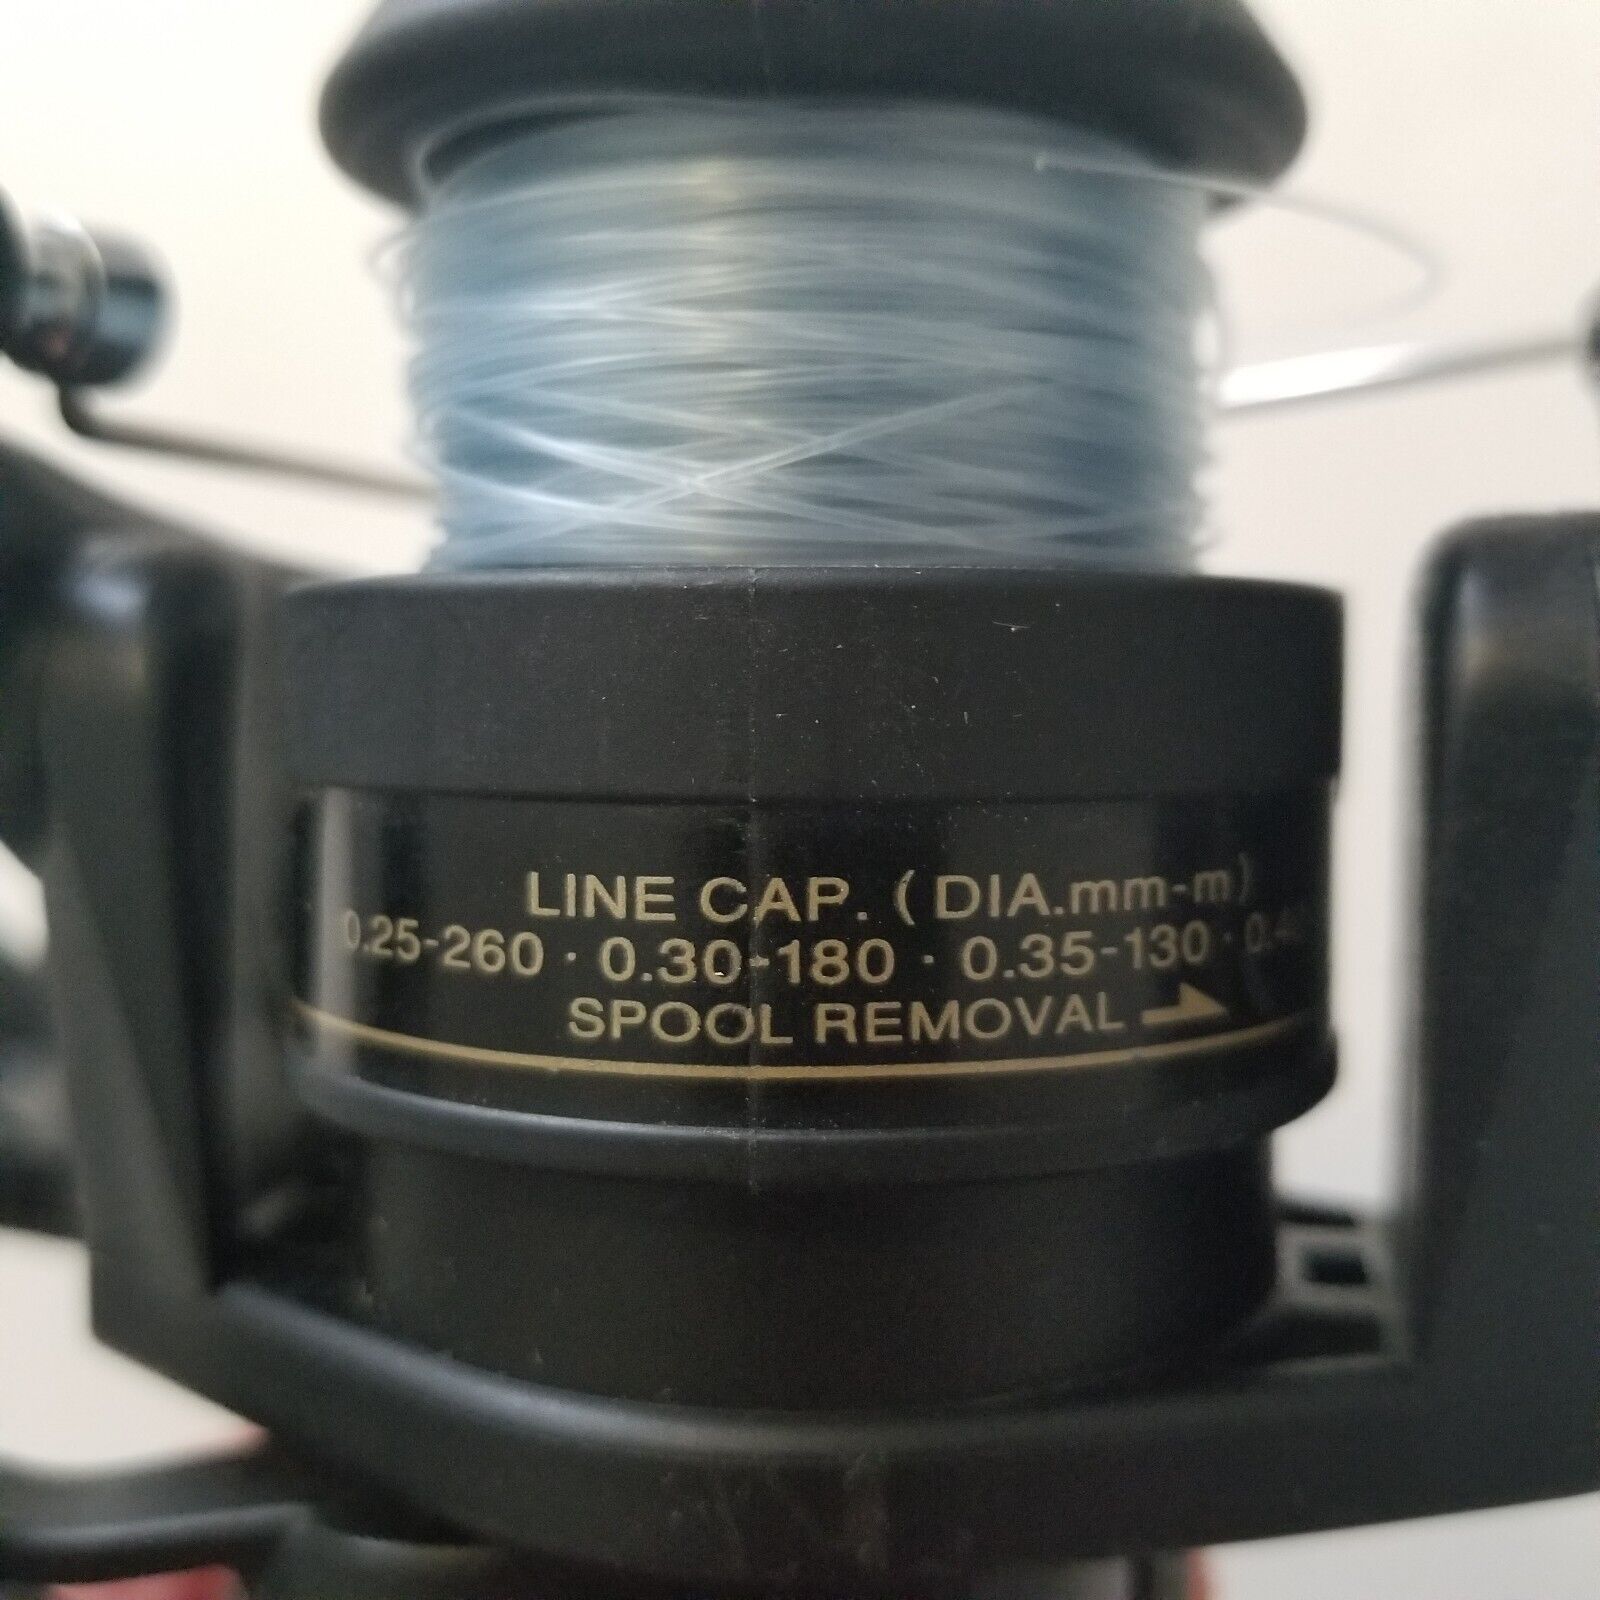 LINE CAP. (DIA.mm-m)
0.25-260 · 0.30-180 · 0.35-130 ·
SPOOL REMOVAL